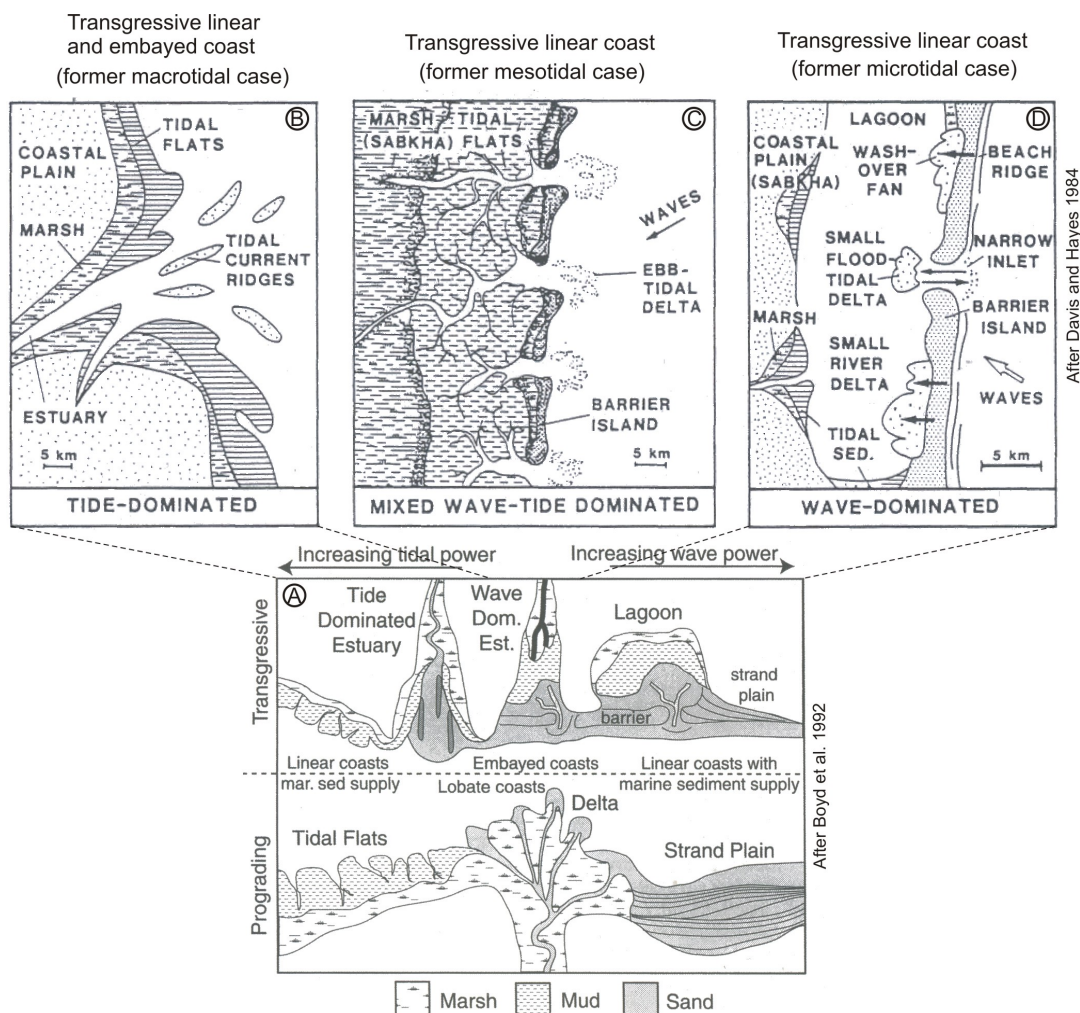 Transgressive linear
and embayed coast
(former macrotidal case)
Transgressive linear coast
(former mesotidal case)
Transgressive linear coast
(former microtidal case)
B
TIDAL
FLATS
COASTAL
PLAIN
MARSH
TIDAL
CURRENT
RIDGES
ESTUARY
5 km
TIDE-DOMINATED
C
MARSH - TIDAL
(SABKHA) FLATS
WAVES
EBB-
TIDAL
DELTA
BARRIER
ISLAND
5 km
MIXED WAVE-TIDE DOMINATED
D
LAGOON
COASTAL
PLAIN
(SABKHA)
WASH-
OVER
FAN
BEACH
RIDGE
SMALL
FLOOD
TIDAL
DELTA
NARROW
INLET
MARSH
BARRIER
ISLAND
SMALL
RIVER
DELTA
WAVES
TIDAL
SED.
5 km
WAVE-DOMINATED
After Davis and Hayes 1984
Increasing tidal power
Increasing wave power
A
Transgressive
Tide
Dominated
Estuary
Wave
Dom.
Est.
Lagoon
strand
plain
barrier
Linear coasts
mar. sed supply
Embayed coasts
Linear coasts with
marine sediment supply
Lobate coasts
Prograding
Tidal Flats
Delta
Strand Plain
After Boyd et al. 1992
Marsh
Mud
Sand